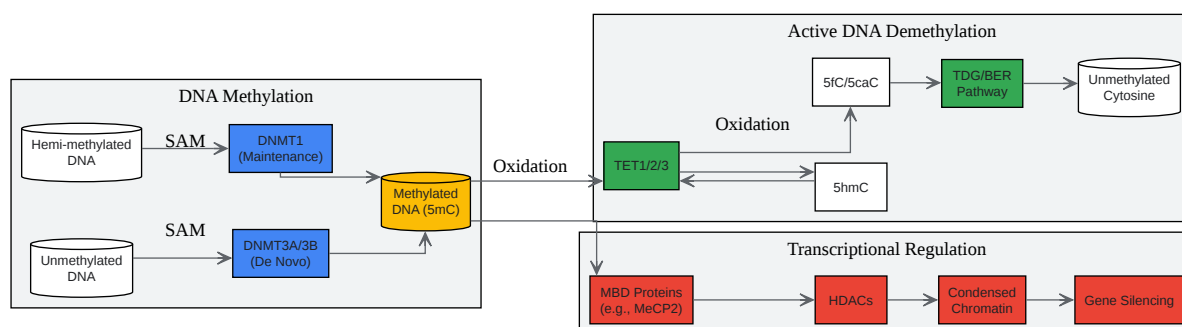 DNA Methylation
Hemi-methylated
DNA
SAM
DNMT1
(Maintenance)
Unmethylated
DNA
SAM
DNMT3A/3B
(De Novo)
Methylated
DNA (5mC)
Oxidation
Active DNA Demethylation
TET1/2/3
Oxidation
5fC/5caC
5hmC
TDG/BER
Pathway
Unmethylated
Cytosine
Transcriptional Regulation
MBD Proteins
(e.g., MeCP2)
HDACs
Condensed
Chromatin
Gene Silencing